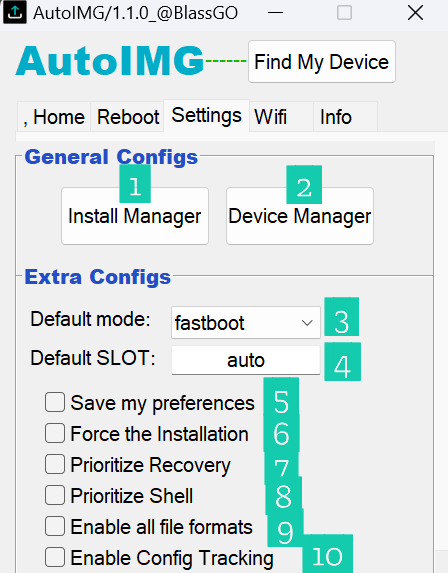 AutoIMG/1.1.0_@BlassGO
AutoIMG ------ Find My Device
, Home Reboot Settings Wifi Info
General Configs
1 2
Install Manager Device Manager
Extra Configs
Default mode: fastboot 3
Default SLOT: auto 4
Save my preferences 5
Force the Installation 6
Prioritize Recovery 7
Prioritize Shell 8
Enable all file formats 9
Enable Config Tracking 10